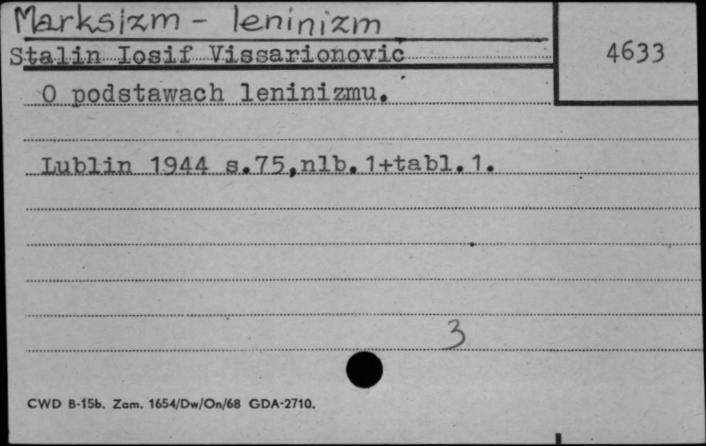 Marksizm - leninizm
Stalin Iosif Vissarionovič
4633
O podstawach leninizmu.
Lublin 1944 s.75,nlb.1+tabl.1.
3
CWD B-15b. Zam. 1654/Dw/On/68 GDA-2710.